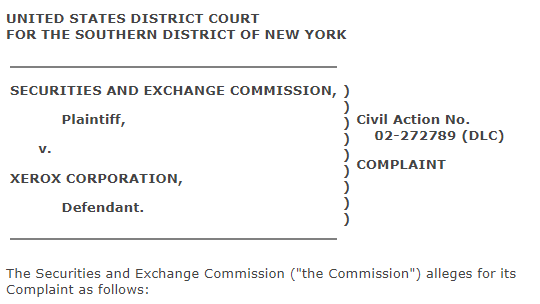 UNITED STATES DISTRICT COURT
FOR THE SOUTHERN DISTRICT OF NEW YORK
SECURITIES AND EXCHANGE COMMISSION, )
)
Plaintiff, ) Civil Action No.
) 02-272789 (DLC)
v. )
) COMPLAINT
XEROX CORPORATION, )
)
Defendant. )
)
The Securities and Exchange Commission ("the Commission") alleges for its
Complaint as follows: